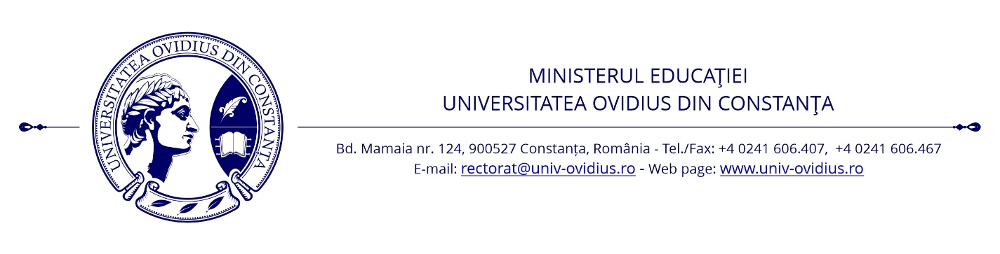 UNIVERSITATEA OVIDIUS DIN CONSTANȚA
MINISTERUL EDUCAŢIEI
UNIVERSITATEA OVIDIUS DIN CONSTANŢA
Bd. Mamaia nr. 124, 900527 Constanța, România - Tel./Fax: +4 0241 606.407, +4 0241 606.467
E-mail: rectorat@univ-ovidius.ro - Web page: www.univ-ovidius.ro